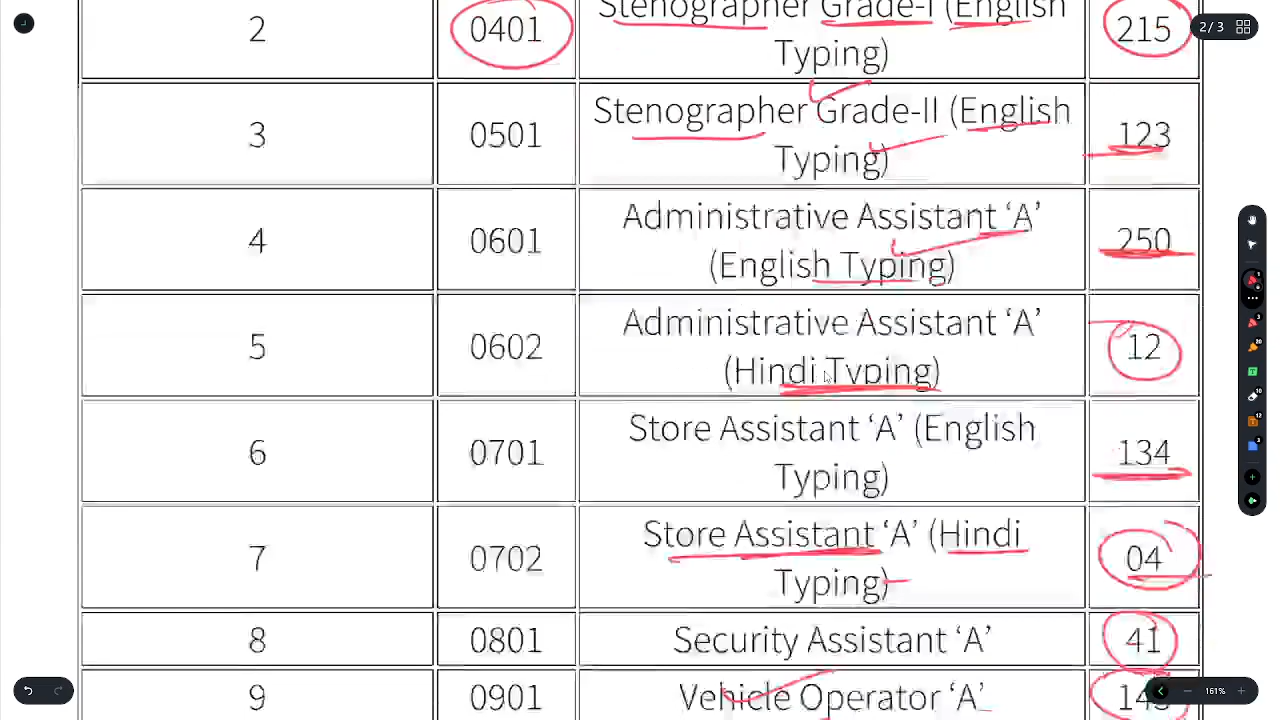 Stenographer Grade-I (English
2 0401 215
Typing)
2/3
Stenographer Grade-II (English
3 0501 123
Typing)
Administrative Assistant ‘A’
4 0601 250
(English Typing)
Administrative Assistant ‘A’
5 0602 12
(Hindi Typing)
Store Assistant ‘A’ (English
6 0701 134
Typing)
Store Assistant ‘A’ (Hindi
7 0702 04
Typing)
8 0801 Security Assistant ‘A’ 41
9 0901 Vehicle Operator ‘A’
161%